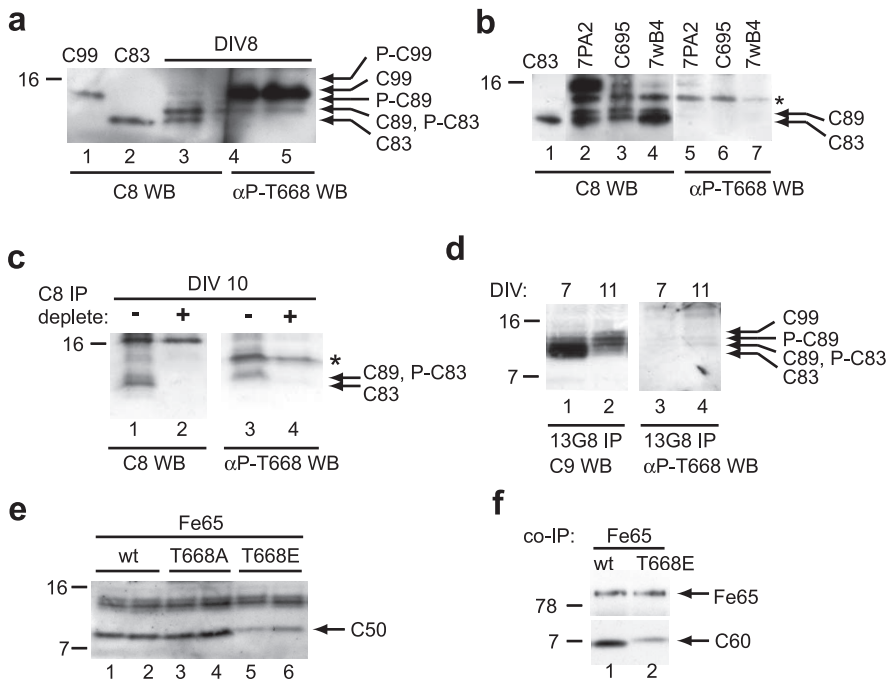 a
C99 C83 DIV8
16
P-C99
C99
P-C89
C89, P-C83
C83
1 2 3 4 5
C8 WB αP-T668 WB
b
C83 7PA2 C695 7wB4 7PA2 C695 7wB4
16
*
C89
C83
1 2 3 4 5 6 7
C8 WB αP-T668 WB
c
DIV 10
C8 IP
deplete: - + - +
16
*
C89, P-C83
C83
1 2 3 4
C8 WB αP-T668 WB
d
DIV: 7 11 7 11
16
C99
P-C89
C89, P-C83
C83
7
1 2 3 4
13G8 IP 13G8 IP
C9 WB αP-T668 WB
e
Fe65
wt T668A T668E
16
C50
7
1 2 3 4 5 6
f
co-IP: Fe65
wt T668E
Fe65
78
7 C60
1 2